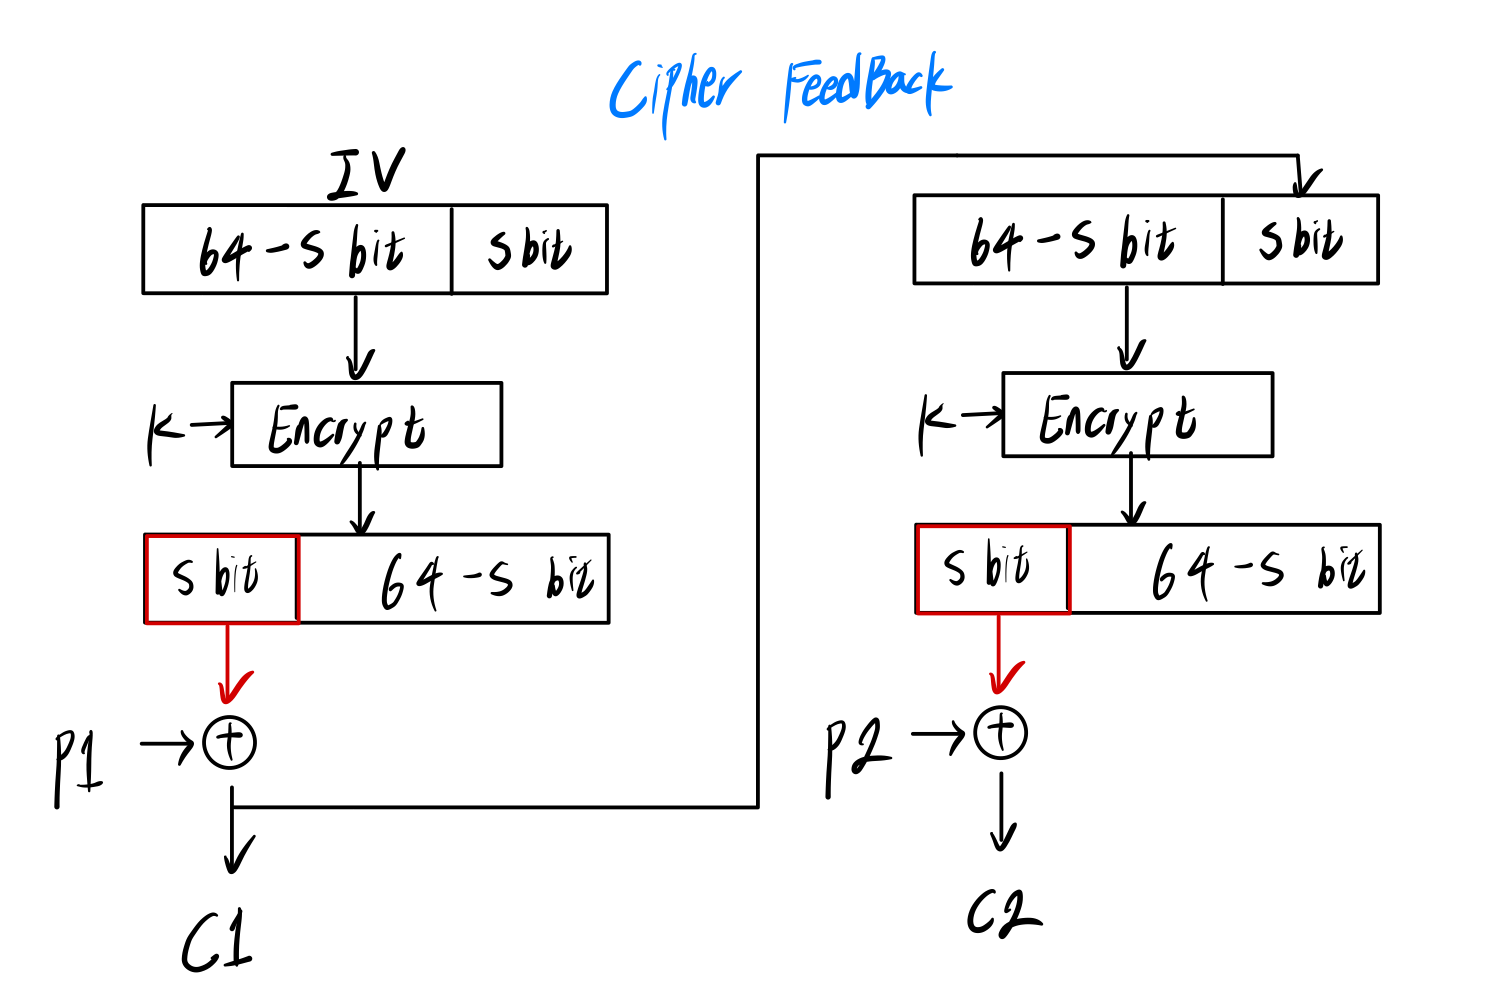 Cipher FeedBack
IV
64-s bit
s bit
64-s bit
s bit
K
Encrypt
K
Encrypt
s bit
64-s bit
s bit
64-s bit
P1
+
P2
+
C1
C2